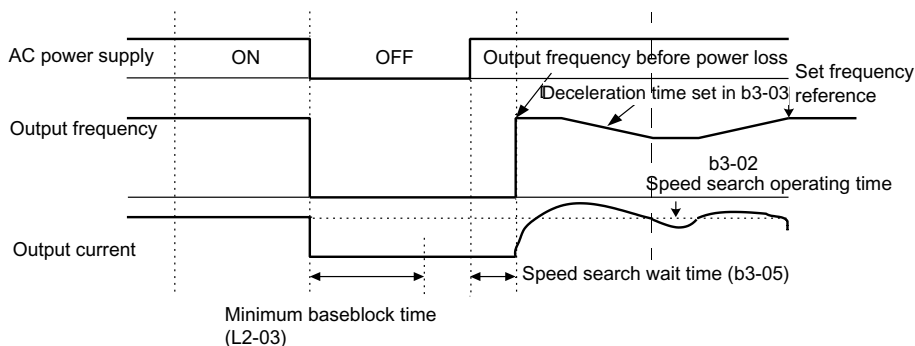 AC power supply
ON
OFF
Output frequency before power loss
Set frequency
reference
Deceleration time set in b3-03
Output frequency
b3-02
Speed search operating time
Output current
Speed search wait time (b3-05)
Minimum baseblock time
(L2-03)